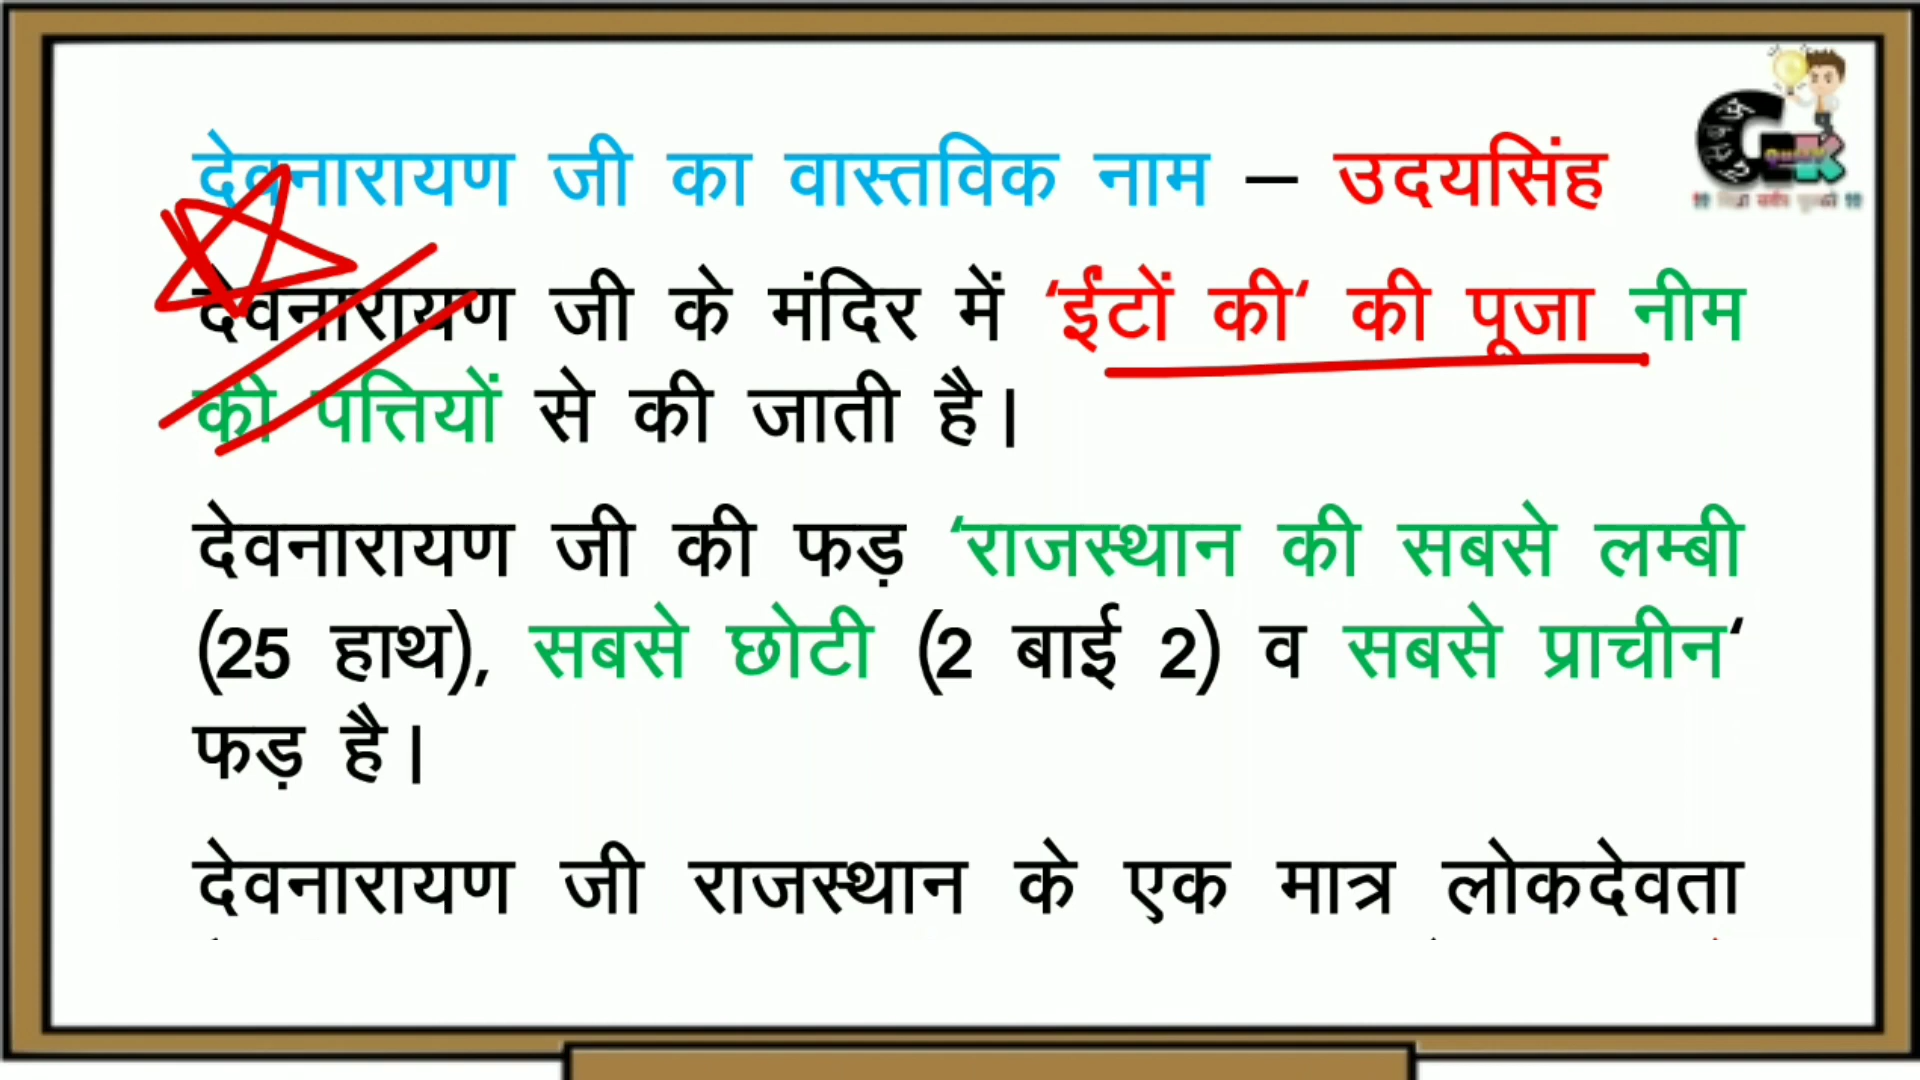 देवनारायण जी का वास्तविक नाम – उदयसिंह
देवनारायण जी के मंदिर में ‘ईंटों की‘ की पूजा नीम
की पत्तियों से की जाती है।
देवनारायण जी की फड़ ‘राजस्थान की सबसे लम्बी
(25 हाथ), सबसे छोटी (2 बाई 2) व सबसे प्राचीन‘
फड़ है।
देवनारायण जी राजस्थान के एक मात्र लोकदेवता